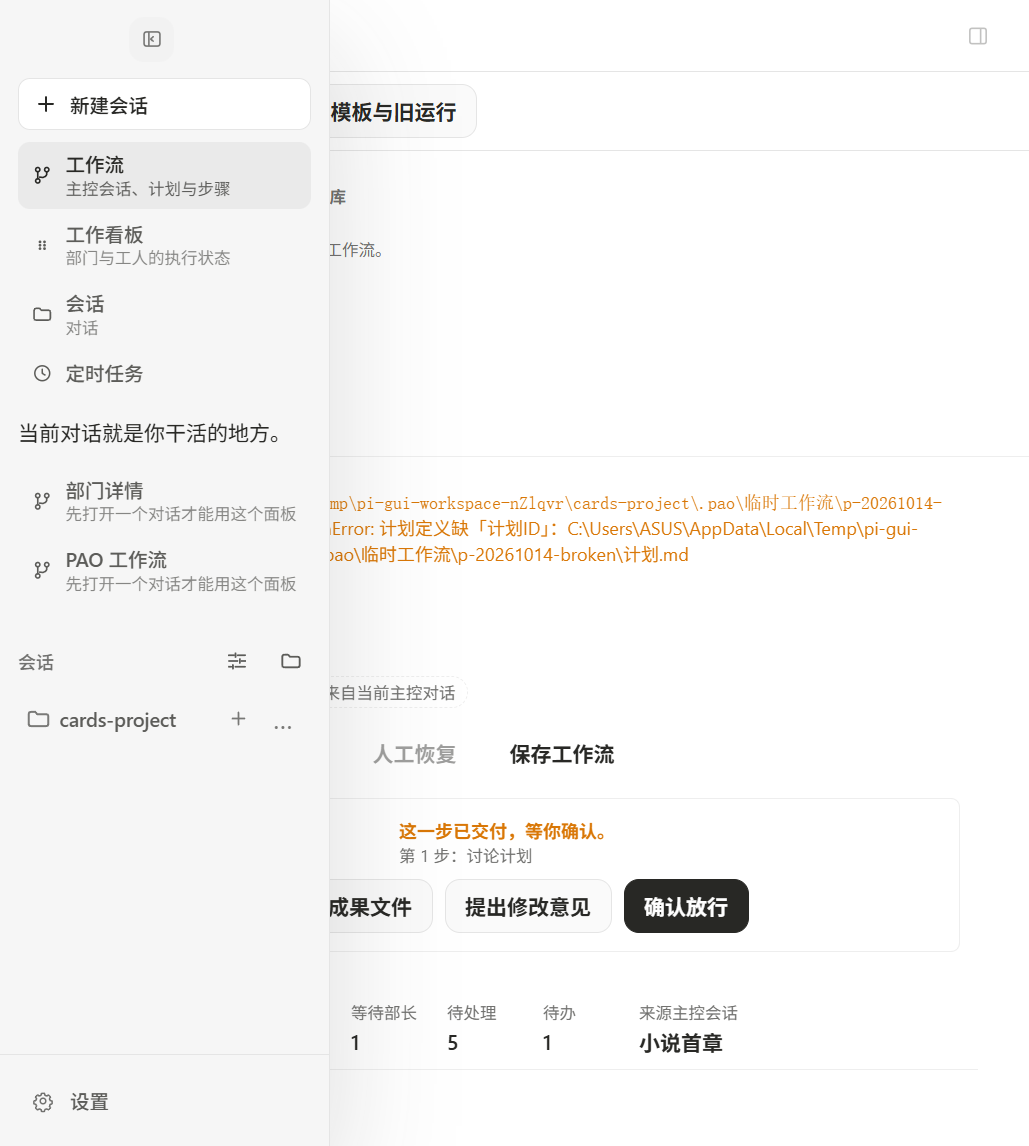 新建会话
工作流
主控会话、计划与步骤
工作看板
部门与工人的执行状态
会话
对话
定时任务
当前对话就是你干活的地方。
部门详情
先打开一个对话才能用这个面板
PAO 工作流
先打开一个对话才能用这个面板
会话
cards-project
...
设置
模板与旧运行
库
工作流。
mp\pi-gui-workspace-nZlqvr\cards-project\.pao\临时工作流\p-20261014-
Error: 计划定义缺「计划ID」：C:\Users\ASUS\AppData\Local\Temp\pi-gui-
pao\临时工作流\p-20261014-broken\计划.md
来自当前主控对话
人工恢复 保存工作流
这一步已交付，等你确认。
第 1 步：讨论计划
成果文件 提出修改意见 确认放行
等待部长 待处理 待办 来源主控会话
1 5 1 小说首章